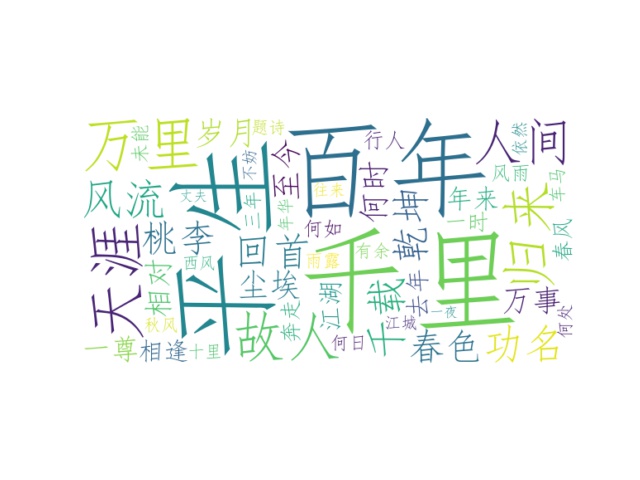 万里
岁月
题诗
百年
行人
人间
依然
未能
不妨
至今
何时
风雨
车马
风流
丈夫
平生
三年
年华
往来
乾坤
年来
归来
一时
春风
天涯
桃李
回首
何如
千里
相对
西风
尘埃
雨露
有余
去年
万事
秋风
奔走
江湖
千载
江城
一夜
何处
一尊
相逢
十里
故人
何日
春色
功名